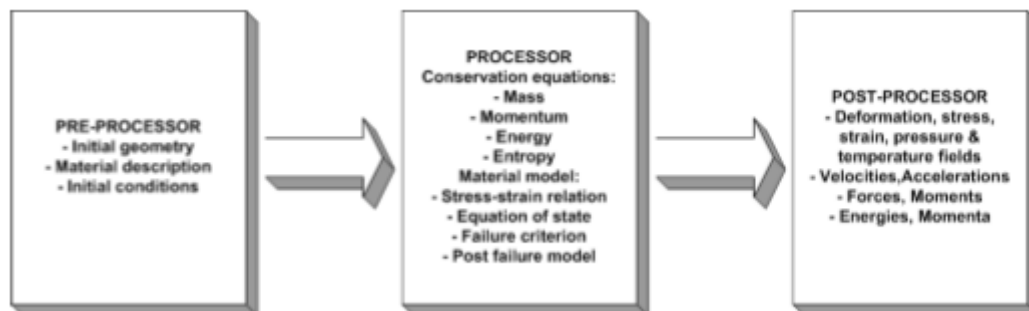 PRE-PROCESSOR
- Initial geometry
- Material description
- Initial conditions
PROCESSOR
Conservation equations:
- Mass
- Momentum
- Energy
- Entropy
Material model:
- Stress-strain relation
- Equation of state
- Failure criterion
- Post failure model
POST-PROCESSOR
- Deformation, stress,
strain, pressure &
temperature fields
- Velocities,Accelerations
- Forces, Moments
- Energies, Momenta